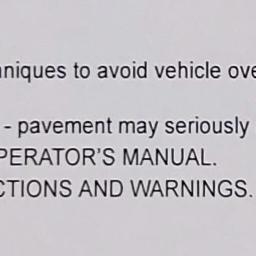 niques to avoid vehicle ove
- pavement may seriously
PERATOR'S MANUAL.
CTIONS AND WARNINGS.